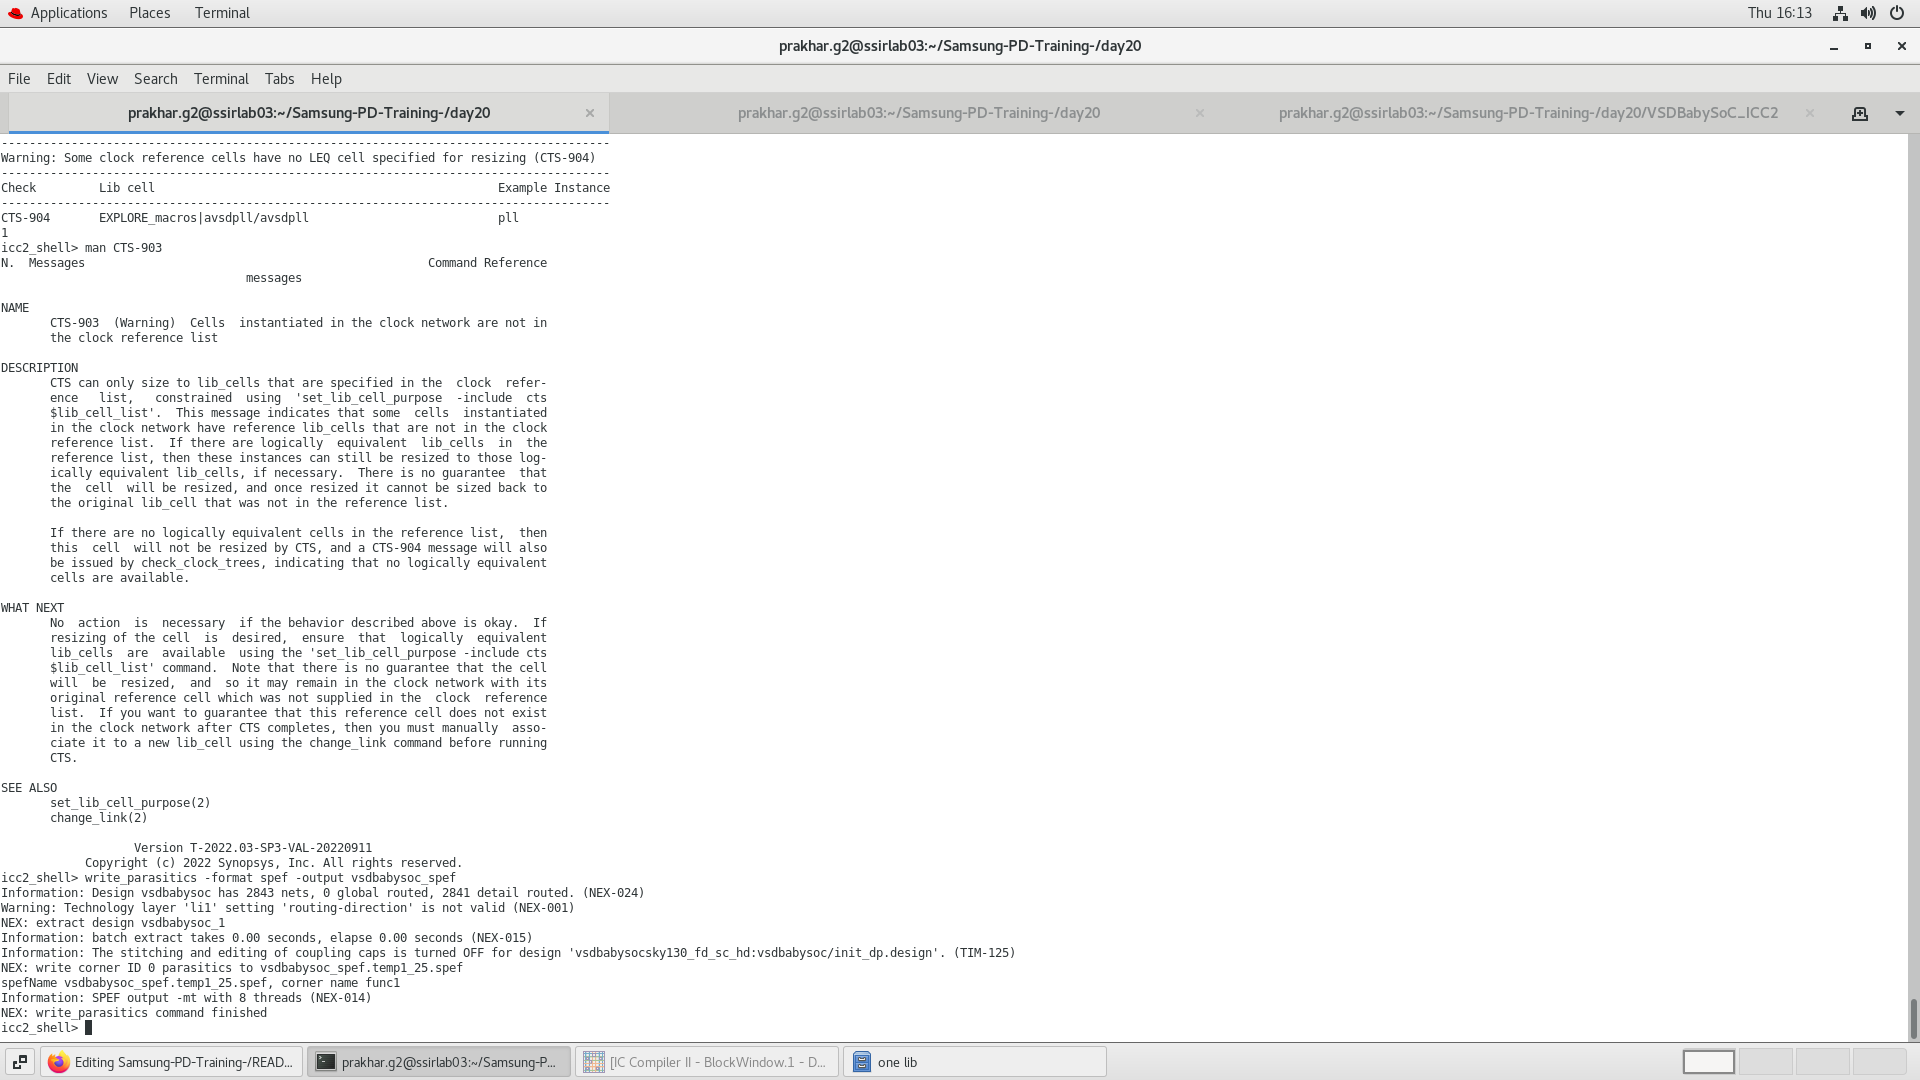 Applications Places Terminal Thu 16:13
prakhar.g2@ssirlab03:~/Samsung-PD-Training-/day20
File Edit View Search Terminal Tabs Help
prakhar.g2@ssirlab03:~/Samsung-PD-Training-/day20 × prakhar.g2@ssirlab03:~/Samsung-PD-Training-/day20 × prakhar.g2@ssirlab03:~/Samsung-PD-Training-/day20/VSDBabySoC_ICC2 ×
---------------------------------------------------------------------------------------
Warning: Some clock reference cells have no LEQ cell specified for resizing (CTS-904)
---------------------------------------------------------------------------------------
Check         Lib cell                                                 Example Instance
---------------------------------------------------------------------------------------
CTS-904       EXPLORE_macros|avsdpll/avsdpll                           pll
1
icc2_shell> man CTS-903
N.  Messages                                                 Command Reference
                                   messages
NAME
       CTS-903  (Warning)  Cells  instantiated in the clock network are not in
       the clock reference list
DESCRIPTION
       CTS can only size to lib_cells that are specified in the  clock  refer-
       ence   list,   constrained  using  'set_lib_cell_purpose  -include  cts
       $lib_cell_list'.  This message indicates that some  cells  instantiated
       in the clock network have reference lib_cells that are not in the clock
       reference list.  If there are logically  equivalent  lib_cells  in  the
       reference list, then these instances can still be resized to those log-
       ically equivalent lib_cells, if necessary.  There is no guarantee  that
       the  cell  will be resized, and once resized it cannot be sized back to
       the original lib_cell that was not in the reference list.
       If there are no logically equivalent cells in the reference list,  then
       this  cell  will not be resized by CTS, and a CTS-904 message will also
       be issued by check_clock_trees, indicating that no logically equivalent
       cells are available.
WHAT NEXT
       No  action  is  necessary  if the behavior described above is okay.  If
       resizing of the cell  is  desired,  ensure  that  logically  equivalent
       lib_cells  are  available  using the 'set_lib_cell_purpose -include cts
       $lib_cell_list' command.  Note that there is no guarantee that the cell
       will  be  resized,  and  so it may remain in the clock network with its
       original reference cell which was not supplied in the  clock  reference
       list.  If you want to guarantee that this reference cell does not exist
       in the clock network after CTS completes, then you must manually  asso-
       ciate it to a new lib_cell using the change_link command before running
       CTS.
SEE ALSO
       set_lib_cell_purpose(2)
       change_link(2)
                   Version T-2022.03-SP3-VAL-20220911
            Copyright (c) 2022 Synopsys, Inc. All rights reserved.
icc2_shell> write_parasitics -format spef -output vsdbabysoc_spef
Information: Design vsdbabysoc has 2843 nets, 0 global routed, 2841 detail routed. (NEX-024)
Warning: Technology layer 'li1' setting 'routing-direction' is not valid (NEX-001)
NEX: extract design vsdbabysoc_1
Information: batch extract takes 0.00 seconds, elapse 0.00 seconds (NEX-015)
Information: The stitching and editing of coupling caps is turned OFF for design 'vsdbabysocsky130_fd_sc_hd:vsdbabysoc/init_dp.design'. (TIM-125)
NEX: write corner ID 0 parasitics to vsdbabysoc_spef.temp1_25.spef
spefName vsdbabysoc_spef.temp1_25.spef, corner name func1
Information: SPEF output -mt with 8 threads (NEX-014)
NEX: write_parasitics command finished
icc2_shell>
Editing Samsung-PD-Training-/READ... prakhar.g2@ssirlab03:~/Samsung-P... [IC Compiler II - BlockWindow.1 - D... one lib